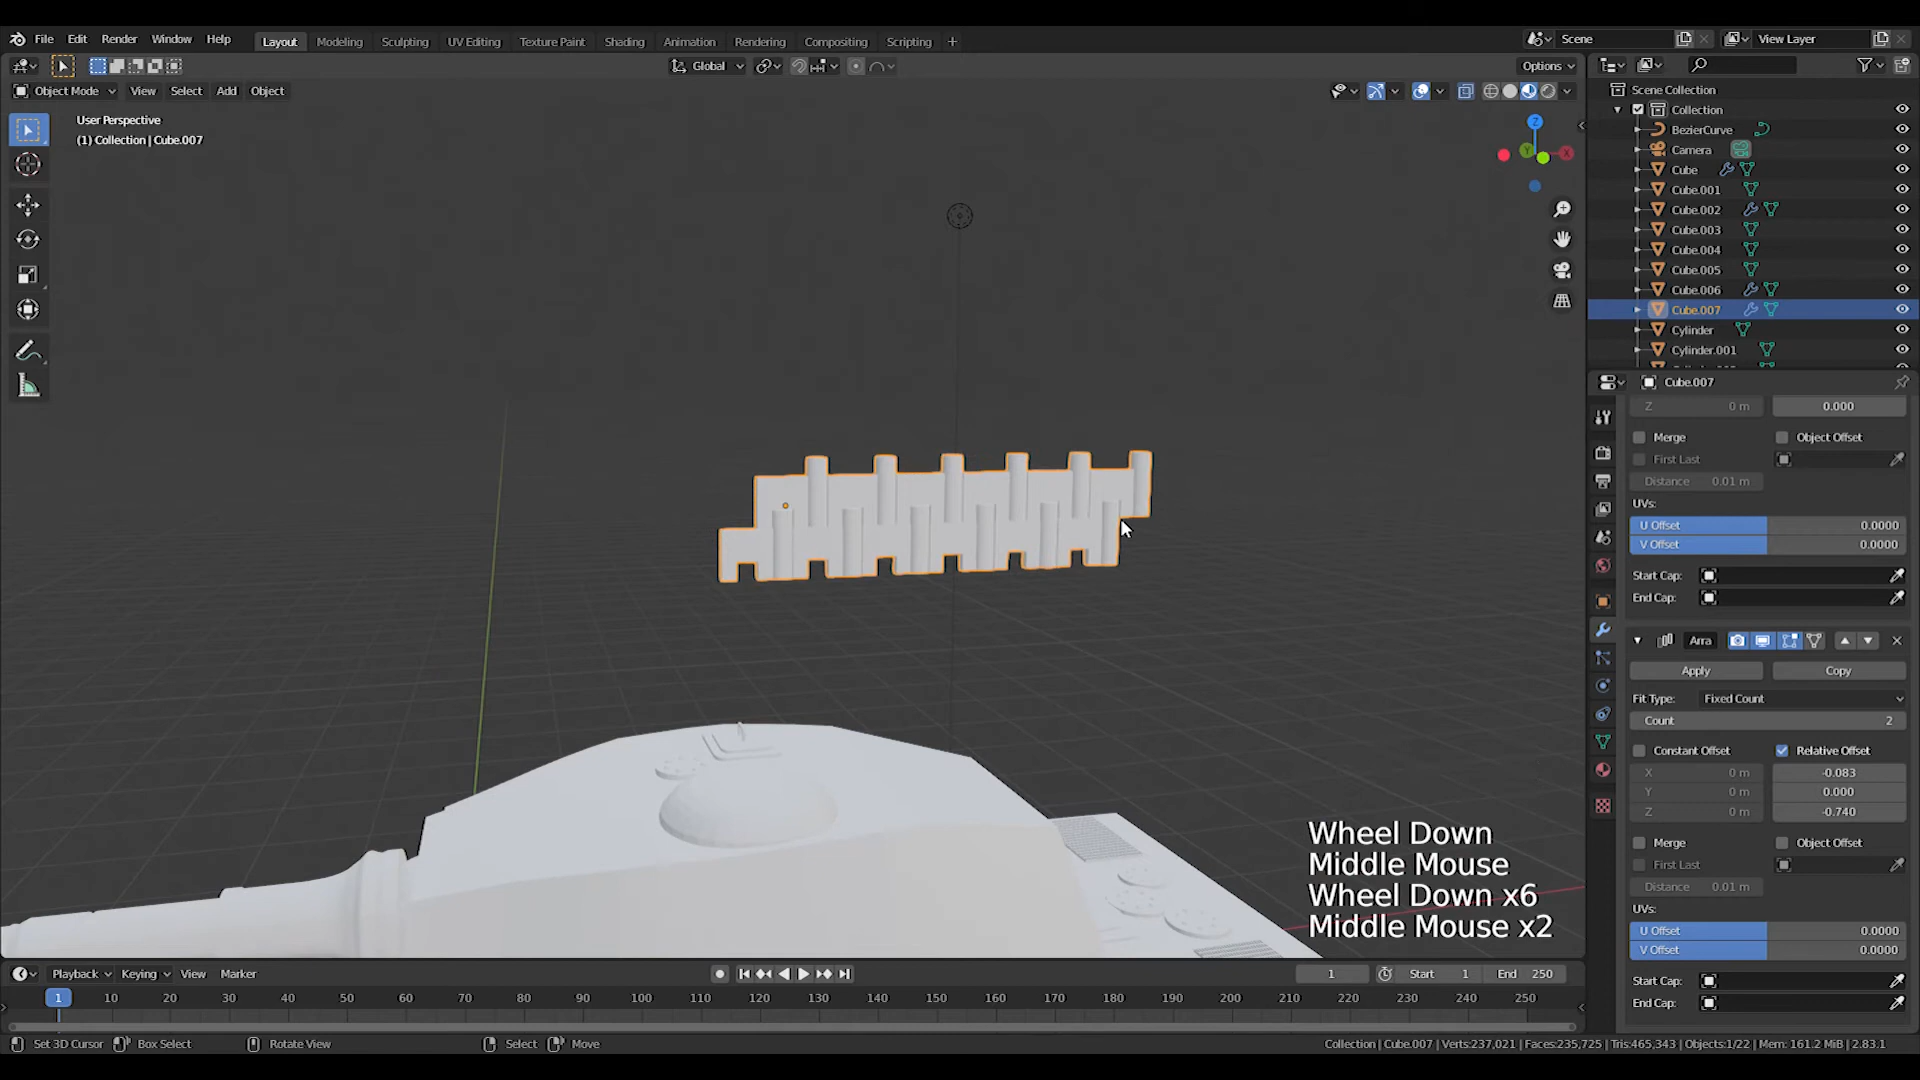 File Edit Render Window Help Layout Modeling Sculpting UV Editing Texture Paint Shading Animation Rendering Compositing Scripting + Scene View Layer
Global Options
Object Mode View Select Add Object
User Perspective
(1) Collection | Cube.007
Z
Y
X
Scene Collection
Collection
BezierCurve
Camera
Cube
Cube.001
Cube.002
Cube.003
Cube.004
Cube.005
Cube.006
Cube.007
Cylinder
Cylinder.001
Cube.007
Z 0 m 0.000
Merge Object Offset
First Last
Distance 0.01 m
UVs:
U Offset 0.0000
V Offset 0.0000
Start Cap:
End Cap:
Arra
Apply Copy
Fit Type: Fixed Count
Count 2
Constant Offset Relative Offset
X 0 m -0.083
Y 0 m 0.000
Z 0 m -0.740
Merge Object Offset
First Last
Distance 0.01 m
UVs:
U Offset 0.0000
V Offset 0.0000
Start Cap:
End Cap:
Wheel Down
Middle Mouse
Wheel Down x6
Middle Mouse x2
Playback Keying View Marker 1 Start 1 End 250
1 10 20 30 40 50 60 70 80 90 100 110 120 130 140 150 160 170 180 190 200 210 220 230 240 250
Set 3D Cursor Box Select Rotate View Select Move Collection | Cube.007 | Verts:237,021 | Faces:235,725 | Tris:465,343 | Objects:1/22 | Mem: 161.2 MiB | 2.83.1